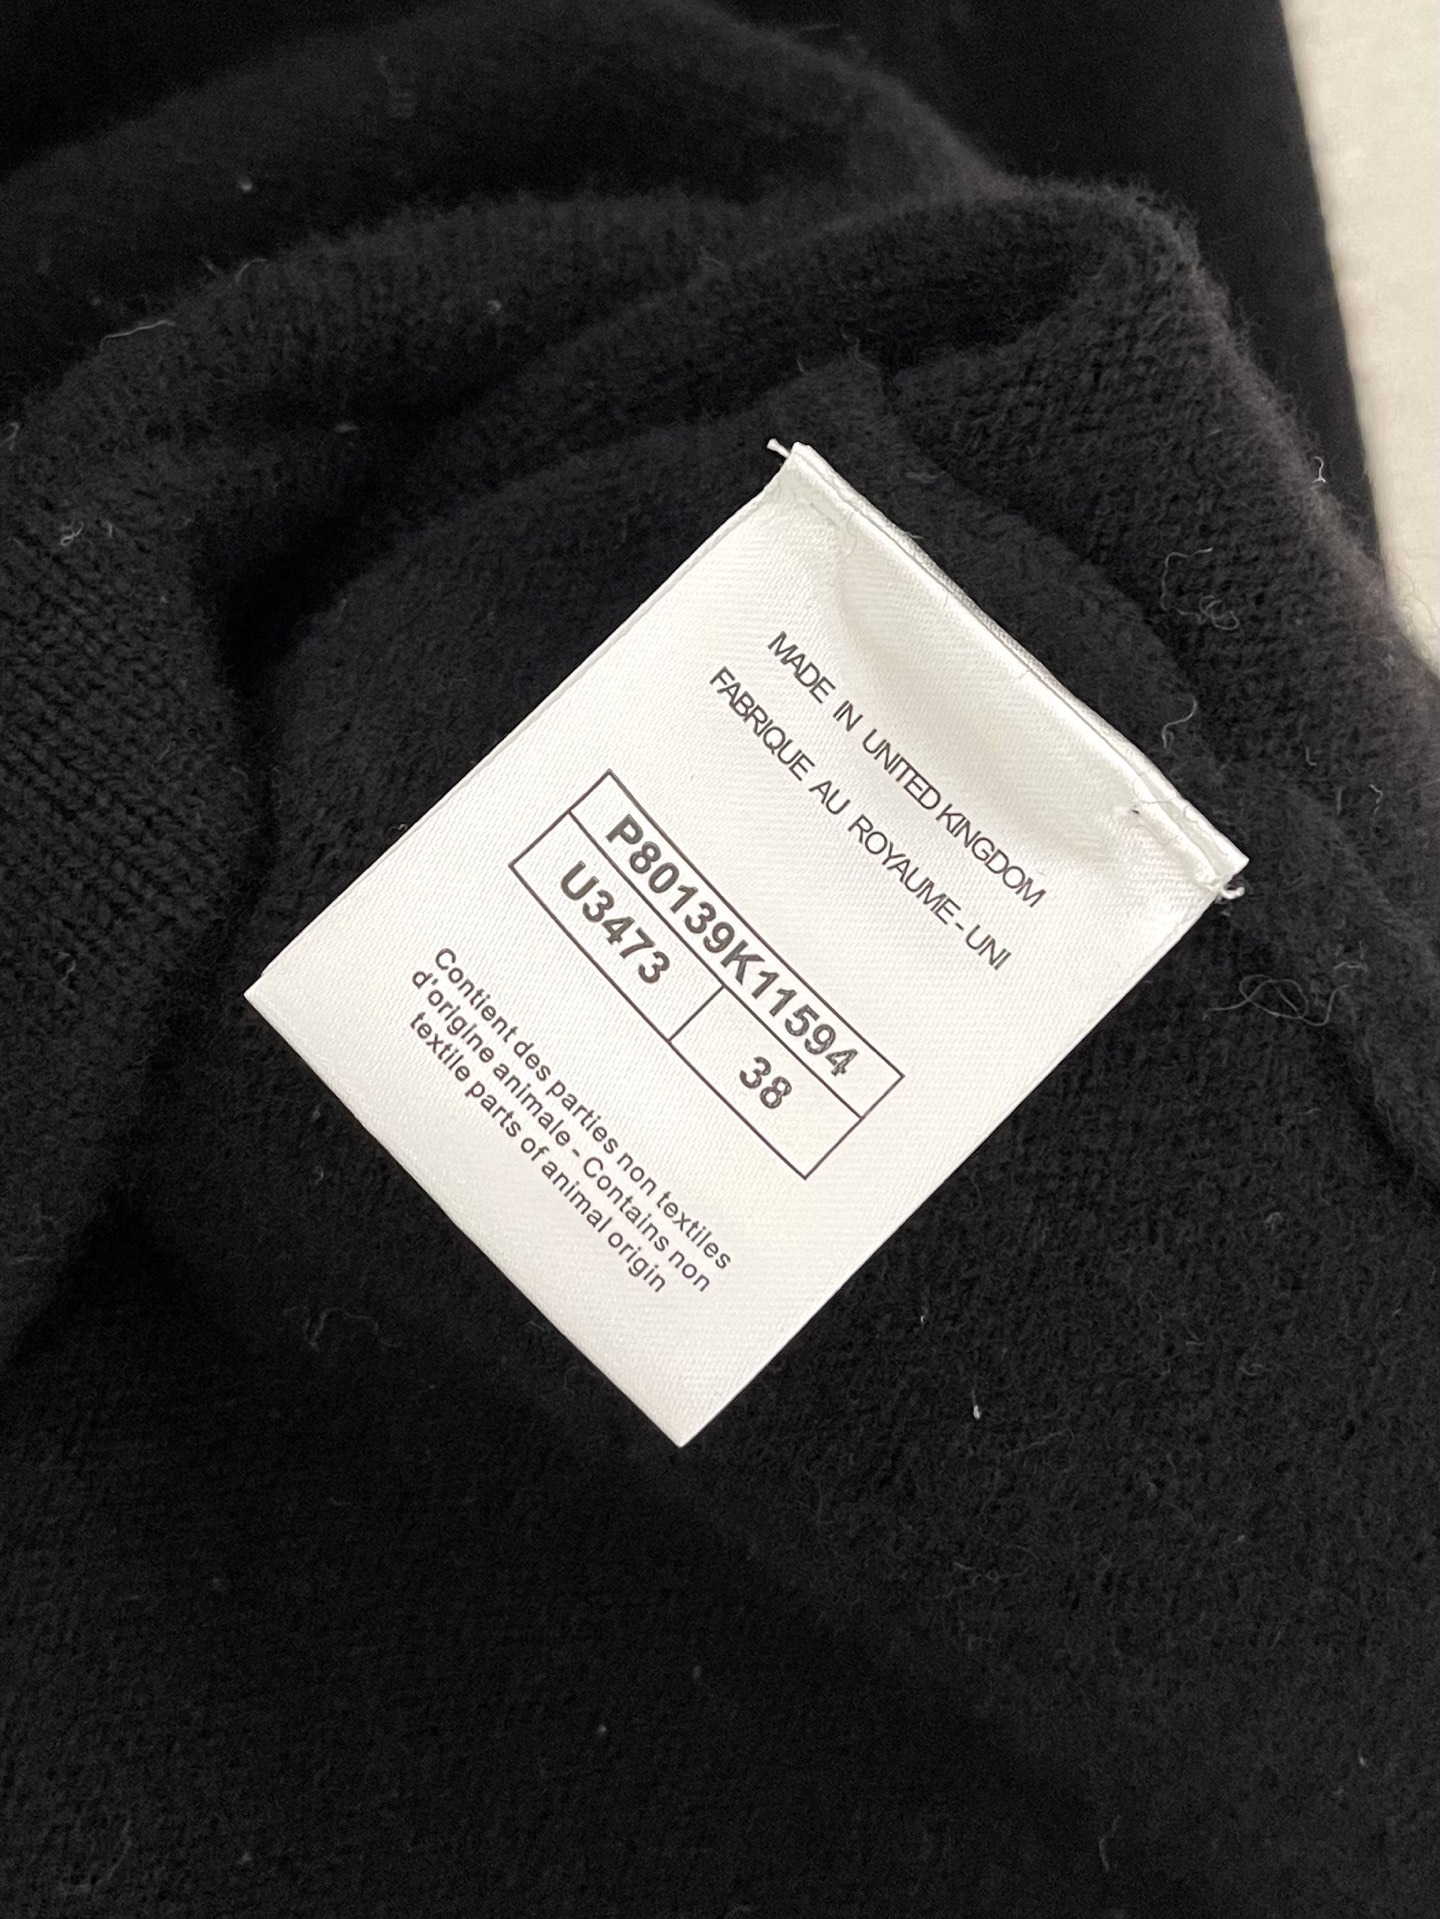 MADE IN UNITED KINGDOM
FABRIQUE AU ROYAUME-UNI
P80139K11594
U3473 38
Contient des parties non textiles
d'origine animale - Contains non
textile parts of animal origin